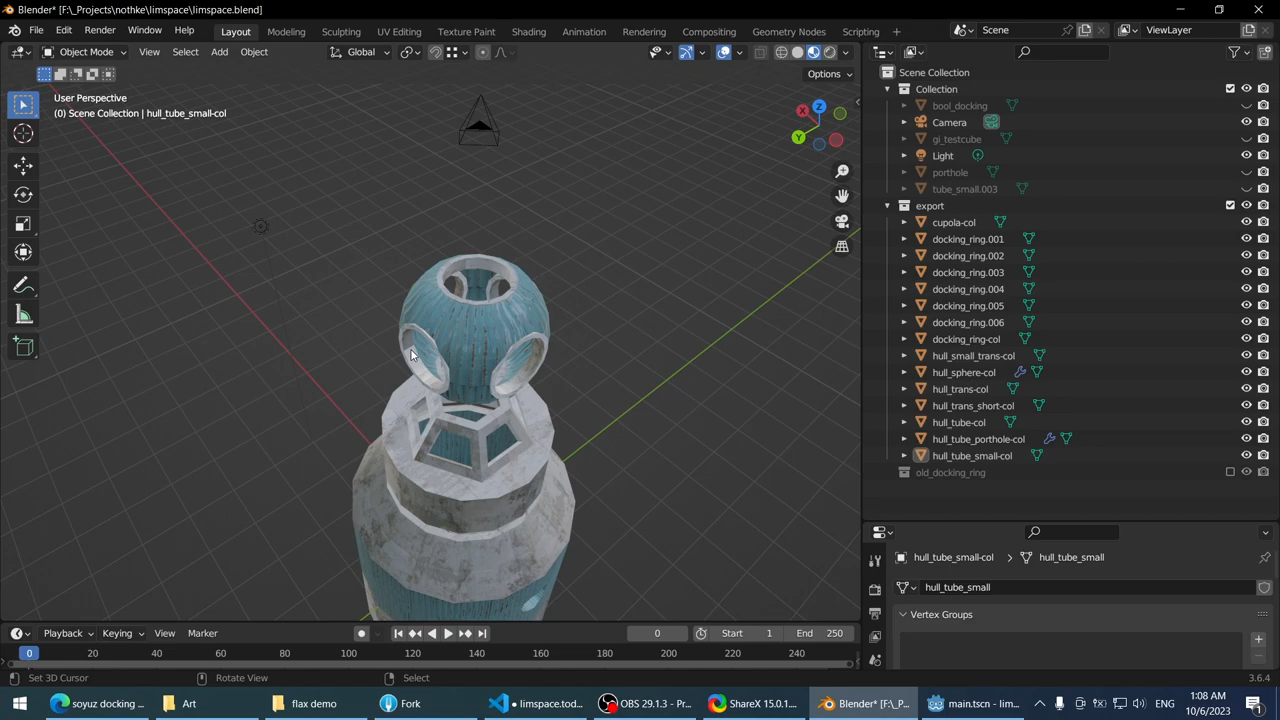 Blender* [F:\_Projects\nothke\limspace\limspace.blend]
File Edit Render Window Help Layout Modeling Sculpting UV Editing Texture Paint Shading Animation Rendering Compositing Geometry Nodes Scripting Scene ViewLayer
Object Mode View Select Add Object Global
Options
User Perspective
(0) Scene Collection | hull_tube_small-col
X
Y
Z
Scene Collection
Collection
bool_docking
Camera
gi_testcube
Light
porthole
tube_small.003
export
cupola-col
docking_ring.001
docking_ring.002
docking_ring.003
docking_ring.004
docking_ring.005
docking_ring.006
docking_ring-col
hull_small_trans-col
hull_sphere-col
hull_trans-col
hull_trans_short-col
hull_tube-col
hull_tube_porthole-col
hull_tube_small-col
old_docking_ring
hull_tube_small-col hull_tube_small
hull_tube_small
Vertex Groups
Playback Keying View Marker 0 Start 1 End 250
0 20 40 60 80 100 120 140 160 180 200 220 240
Set 3D Cursor Rotate View Select 3.6.4
soyuz docking ... Art flax demo Fork • limspace.tod... OBS 29.1.3 - Pr... ShareX 15.0.1... Blender* [F:\_P... main.tscn - lim... ENG 1:08 AM 10/6/2023 1